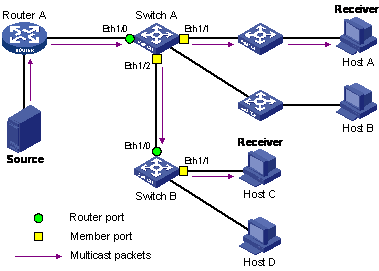 Router A
Switch A
Receiver
Eth1/0
Eth1/1
Eth1/2
ROUTER
Host A
Host B
Source
Receiver
Eth1/0
Eth1/1
Switch B
Host C
Host D
Router port
Member port
Multicast packets